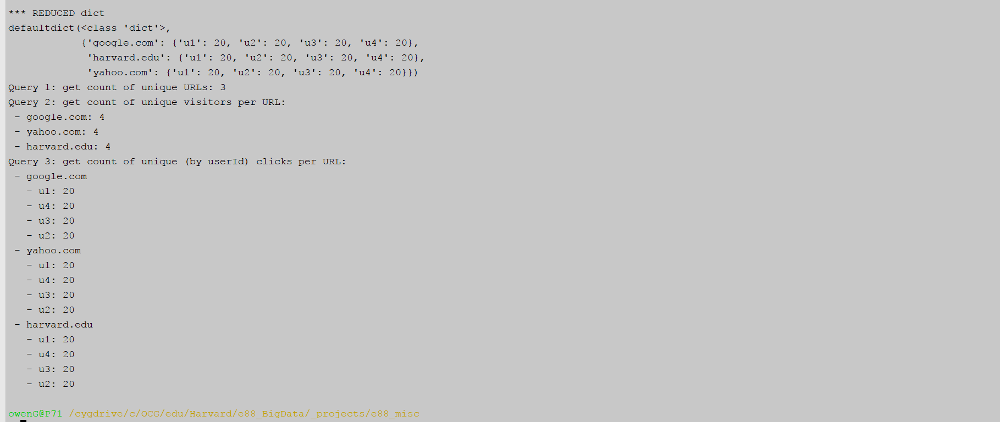 *** REDUCED dict
defaultdict(<class 'dict'>,
            {'google.com': {'u1': 20, 'u2': 20, 'u3': 20, 'u4': 20},
             'harvard.edu': {'u1': 20, 'u2': 20, 'u3': 20, 'u4': 20},
             'yahoo.com': {'u1': 20, 'u2': 20, 'u3': 20, 'u4': 20}})
Query 1: get count of unique URLs: 3
Query 2: get count of unique visitors per URL:
 - google.com: 4
 - yahoo.com: 4
 - harvard.edu: 4
Query 3: get count of unique (by userId) clicks per URL:
 - google.com
   - u1: 20
   - u4: 20
   - u3: 20
   - u2: 20
 - yahoo.com
   - u1: 20
   - u4: 20
   - u3: 20
   - u2: 20
 - harvard.edu
   - u1: 20
   - u4: 20
   - u3: 20
   - u2: 20
owenG@P71 /cygdrive/c/OCG/edu/Harvard/e88_BigData/_projects/e88_misc